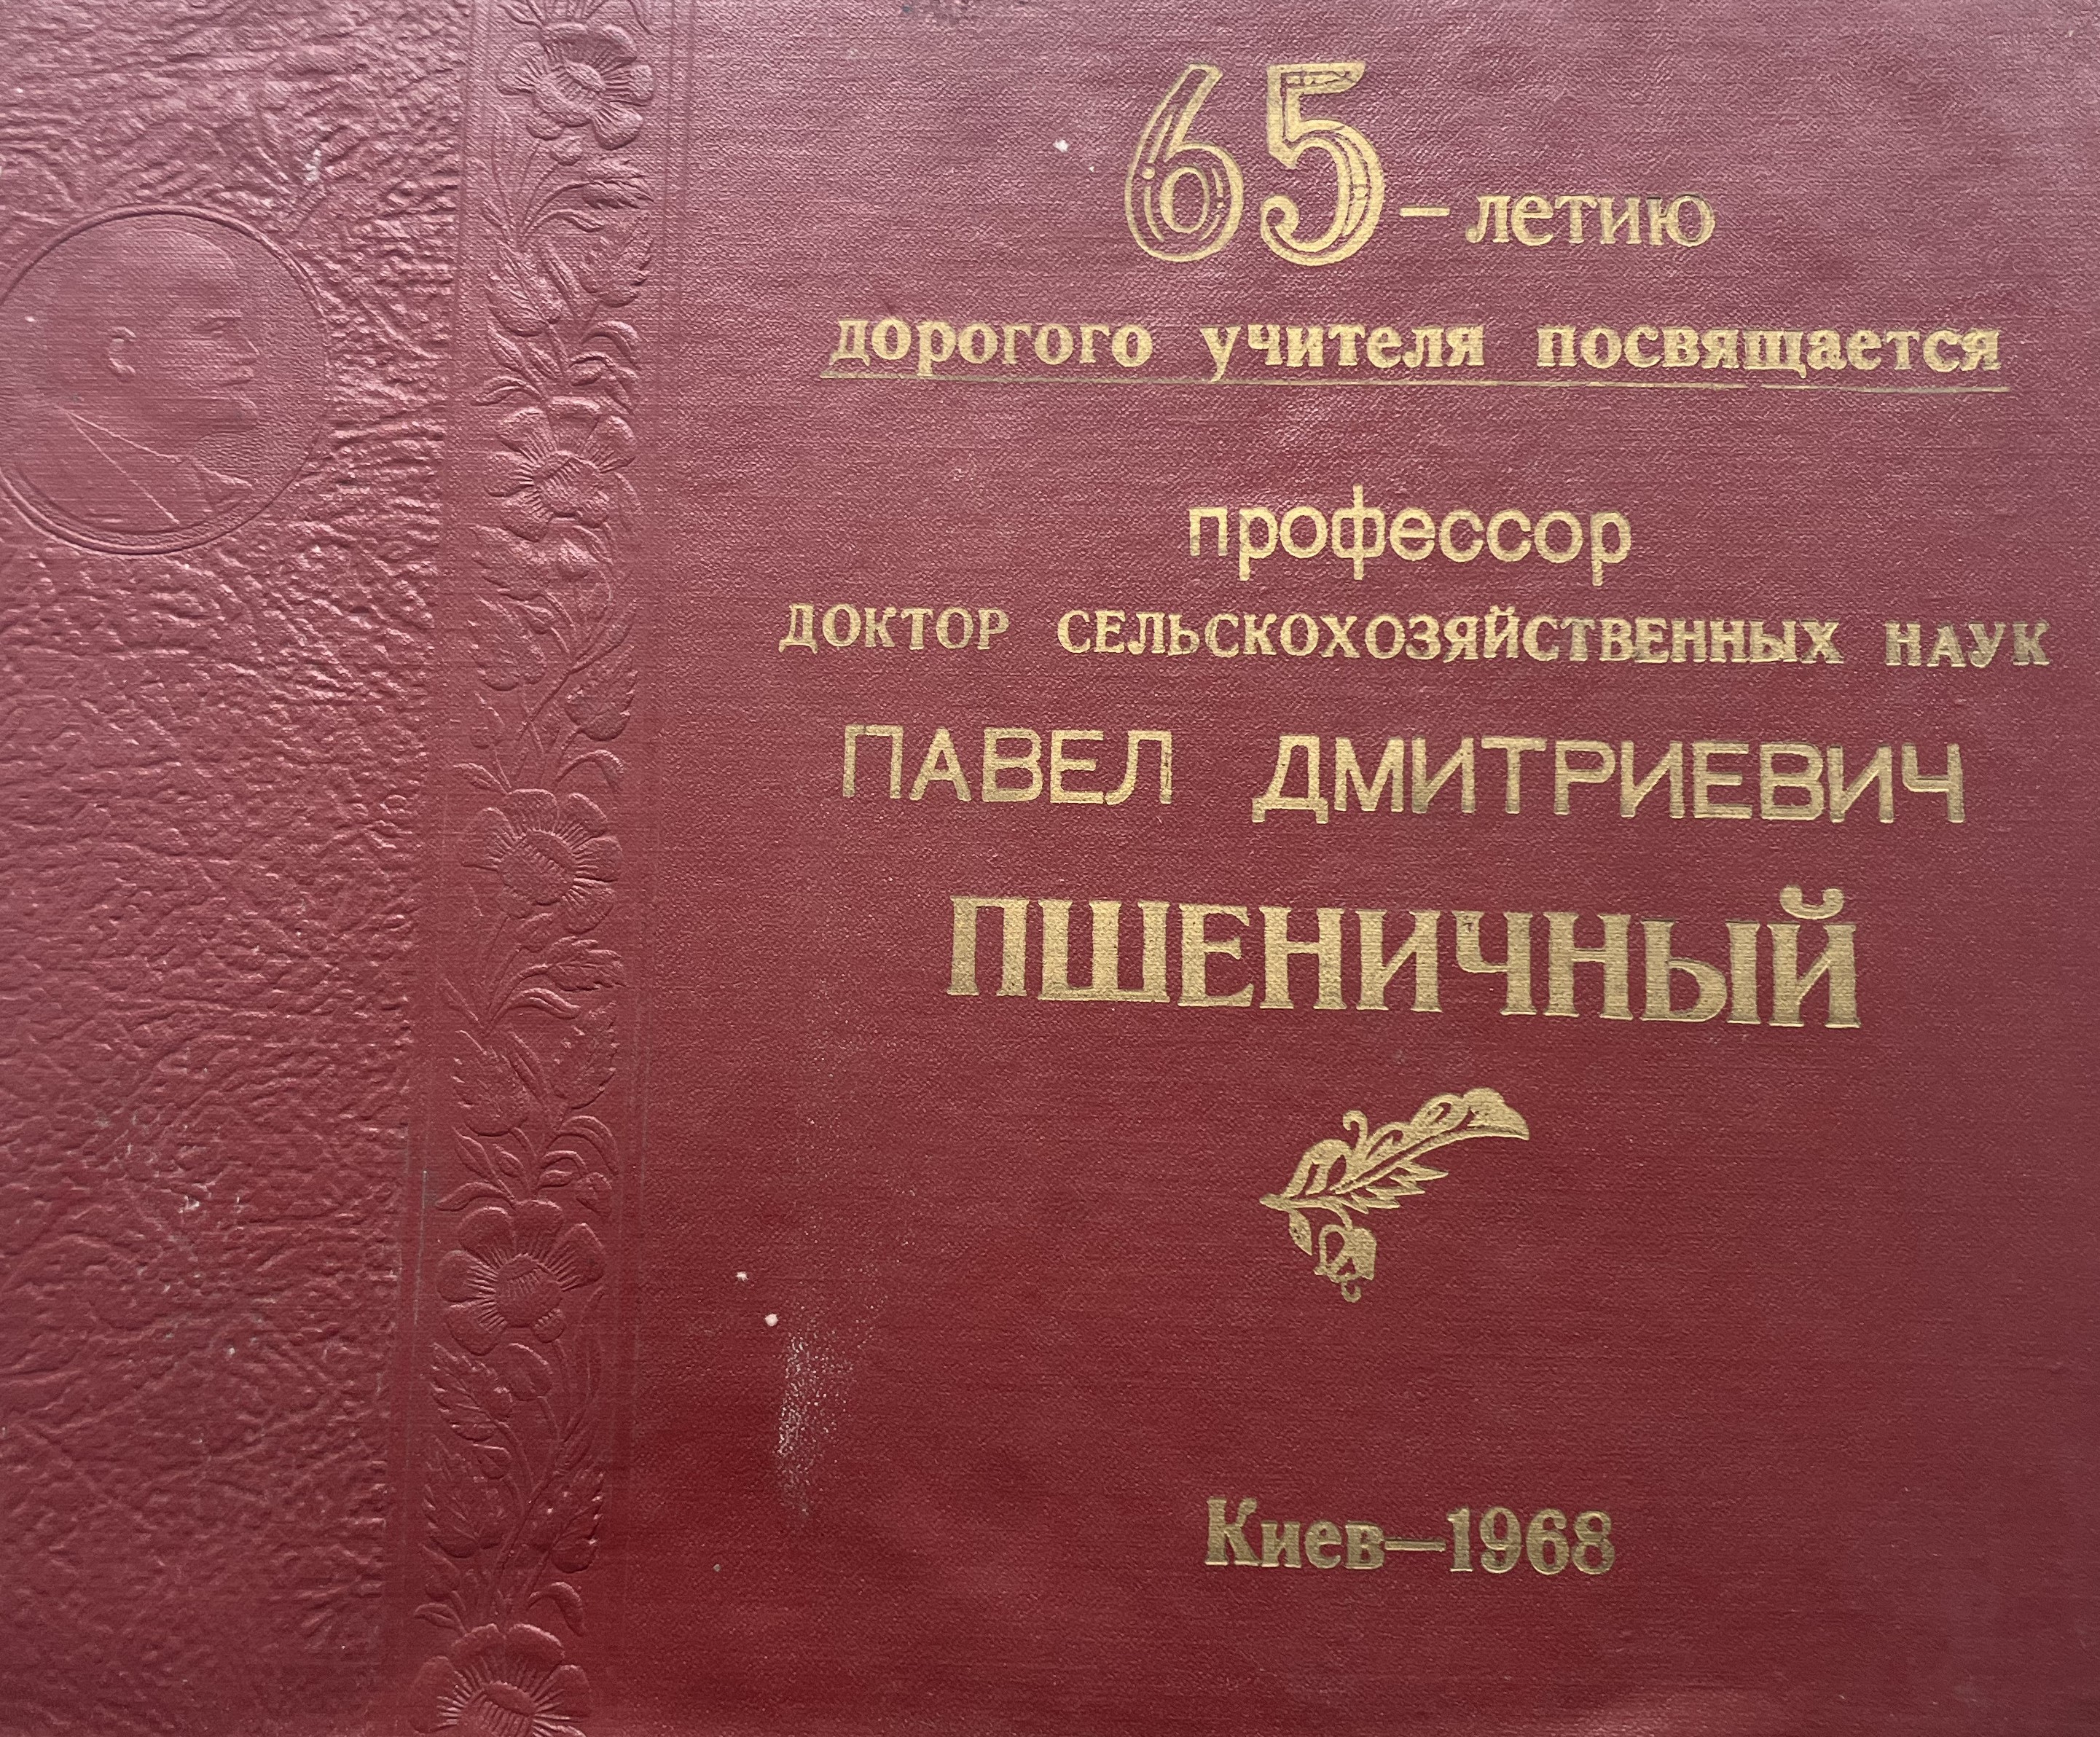 65 – летию
дорогого учителя посвящается
профессор
ДОКТОР СЕЛЬСКОХОЗЯЙСТВЕННЫХ НАУК
ПАВЕЛ ДМИТРИЕВИЧ
ПШЕНИЧНЫЙ
Киев—1968